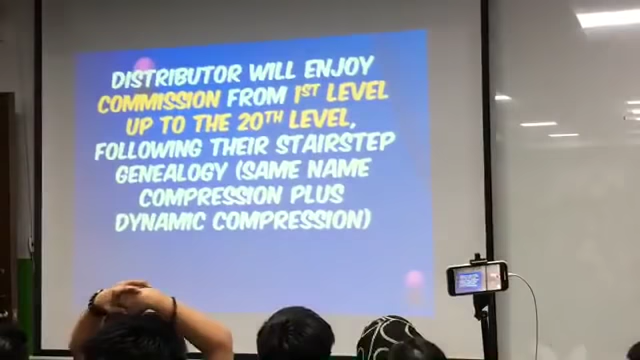 DISTRIBUTOR WILL ENJOY
COMMISSION FROM 1ST LEVEL
UP TO THE 20TH LEVEL,
FOLLOWING THEIR STAIRSTEP
GENEALOGY (SAME NAME
COMPRESSION PLUS
DYNAMIC COMPRESSION)